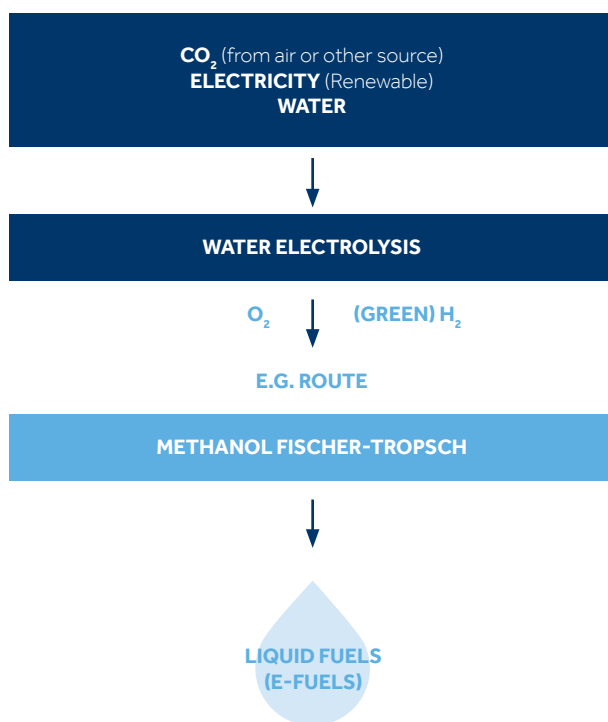 CO₂ (from air or other source)
ELECTRICITY (Renewable)
WATER
WATER ELECTROLYSIS
O₂ (GREEN) H₂
E.G. ROUTE
METHANOL FISCHER-TROPSCH
LIQUID FUELS
(E-FUELS)